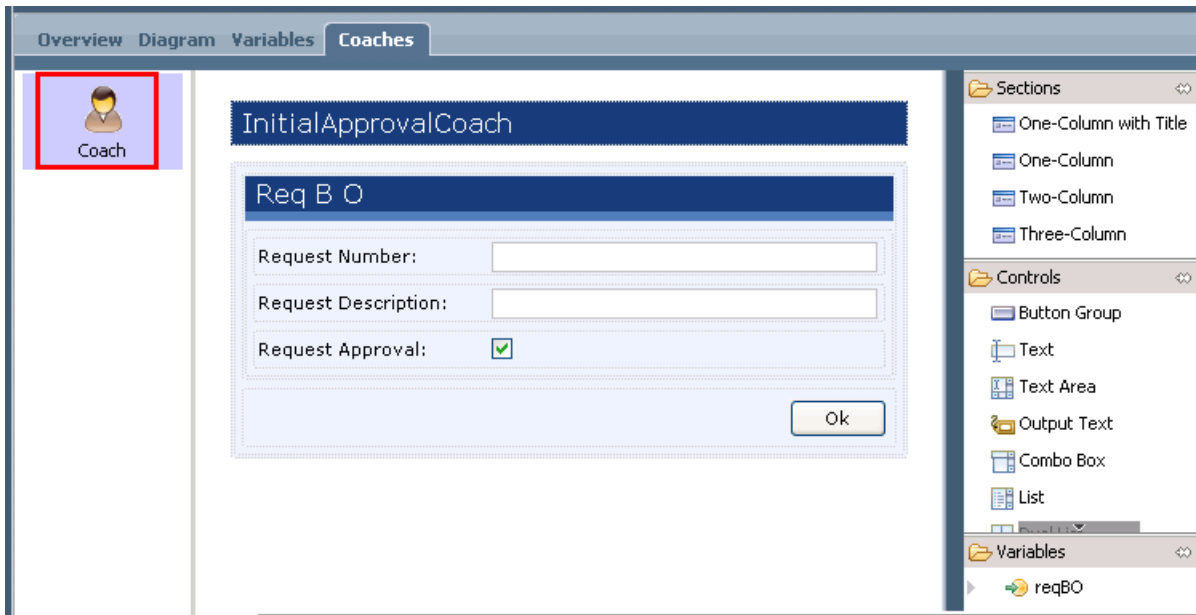 Overview Diagram Variables Coaches
Coach
InitialApprovalCoach
Req B O
Request Number:
Request Description:
Request Approval:
Ok
Sections
One-Column with Title
One-Column
Two-Column
Three-Column
Controls
Button Group
Text
Text Area
Output Text
Combo Box
List
Variables
reqBO